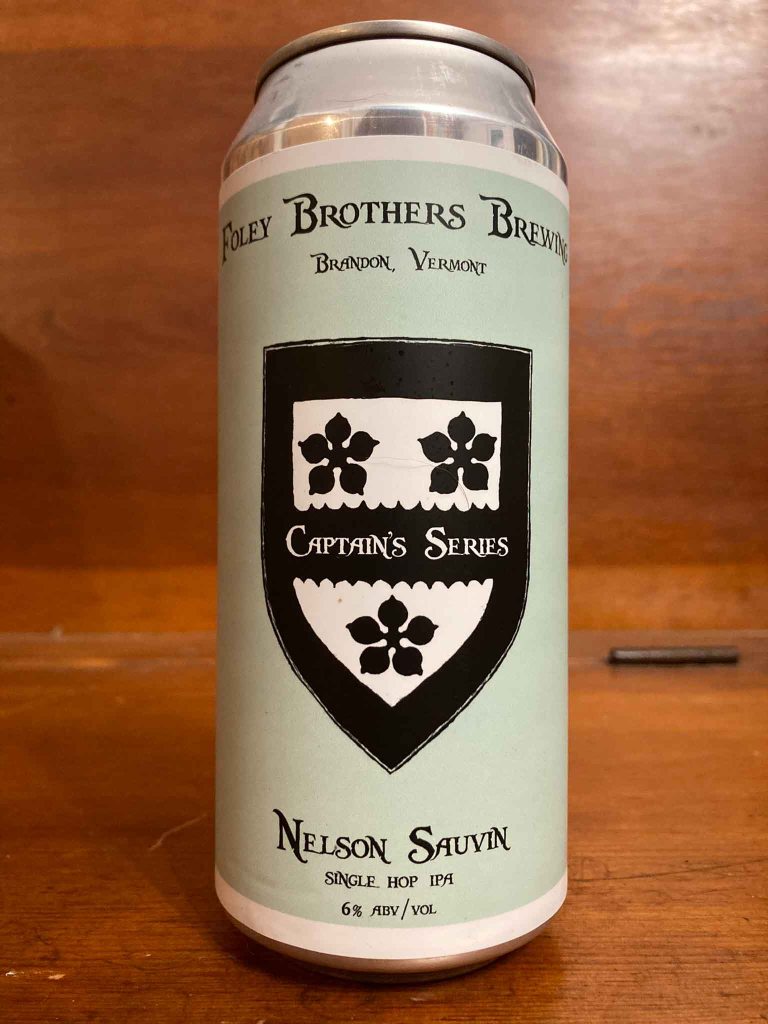 Foley Brothers Brewing
Brandon, Vermont
Captain's Series
Nelson Sauvin
Single Hop IPA
6% ABV/VOL